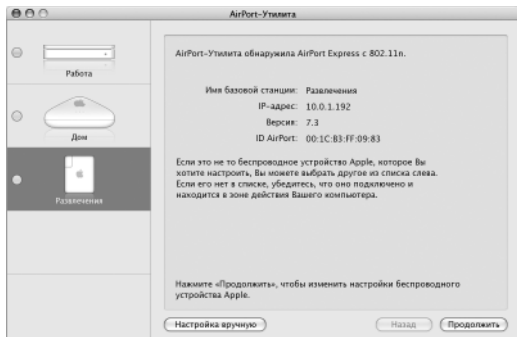 AirPort-Утилита
Работа
Дом
Развлечения
AirPort-Утилита обнаружила AirPort Express с 802.11n.
Имя базовой станции: Развлечения
IP-адрес: 10.0.1.192
Версия: 7.3
ID AirPort: 00:1C:B3:FF:09:83
Если это не то беспроводное устройство Apple, которое Вы
хотите настроить, Вы можете выбрать другое из списка слева.
Если его нет в списке, убедитесь, что оно подключено и
находится в зоне действия Вашего компьютера.
Нажмите «Продолжить», чтобы изменить настройки беспроводного
устройства Apple.
Настройка вручную
Назад
Продолжить